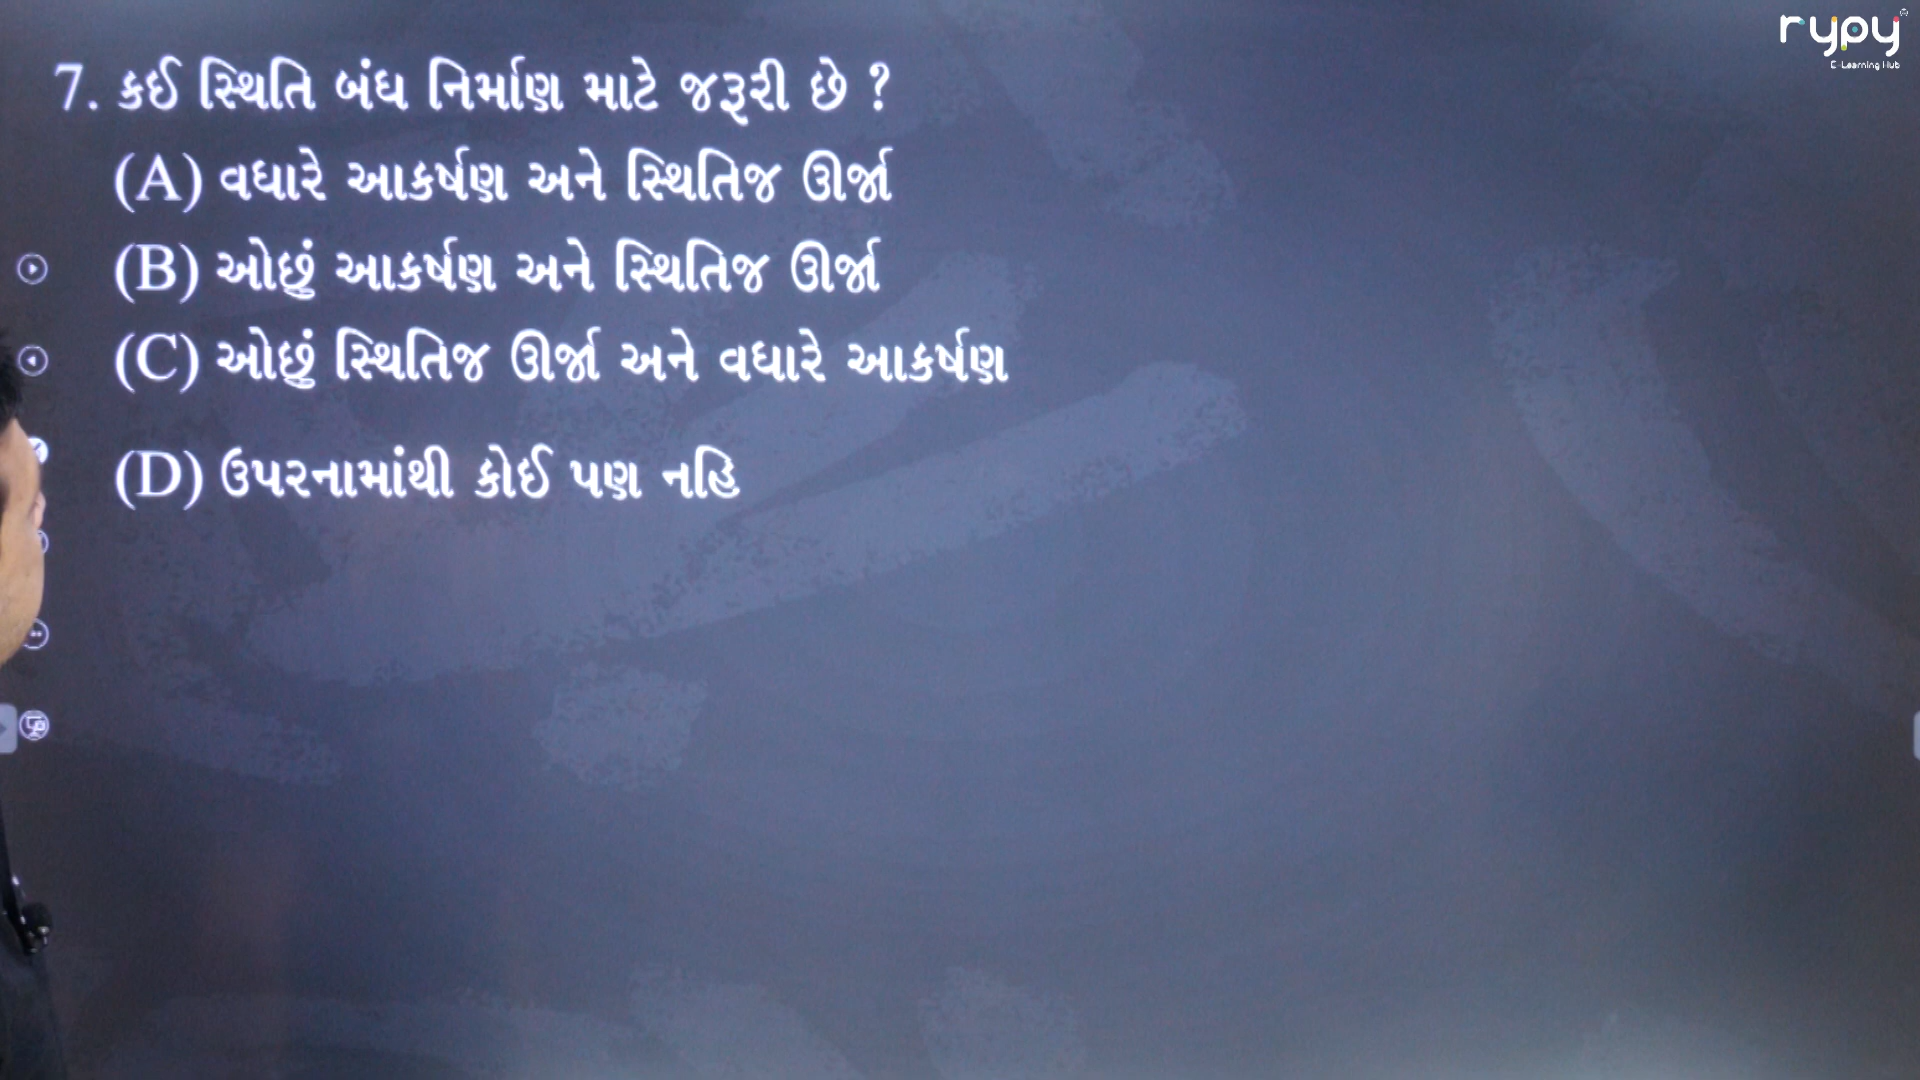 rypy
E-Learning Hub
7. કઈ સ્થિતિ બંધ નિર્માણ માટે જરૂરી છે ?
(A) વધારે આકર્ષણ અને સ્થિતિજ ઊર્જા
(B) ઓછું આકર્ષણ અને સ્થિતિજ ઊર્જા
(C) ઓછું સ્થિતિજ ઊર્જા અને વધારે આકર્ષણ
(D) ઉપરનામાંથી કોઈ પણ નહિ